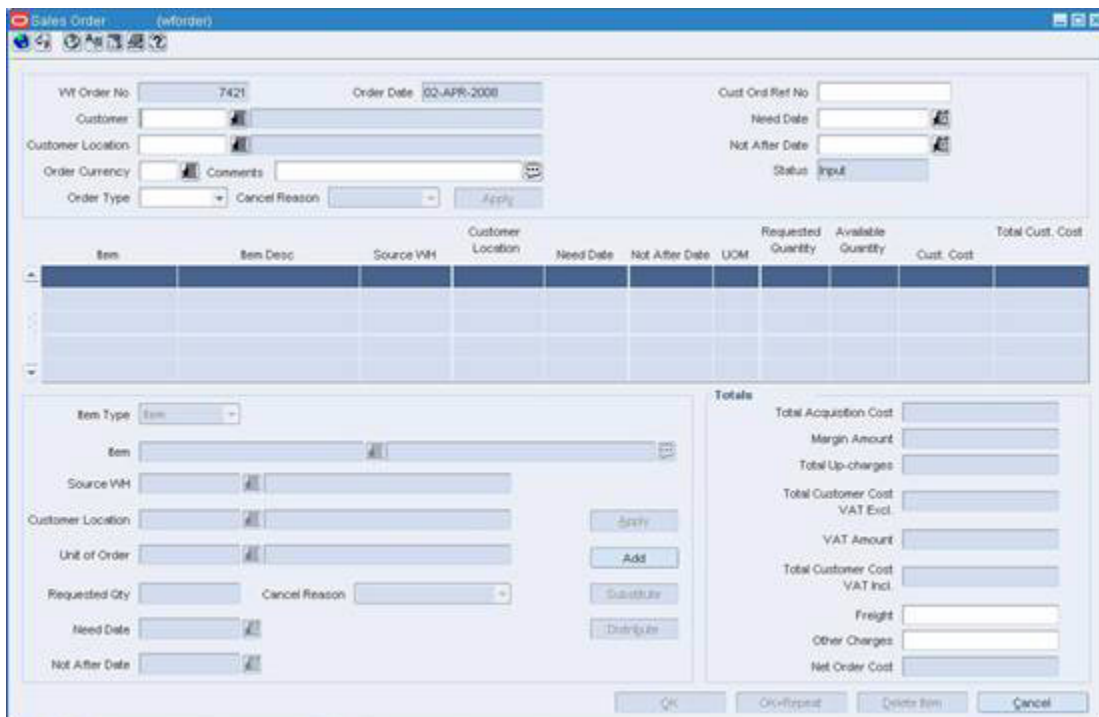 Sales Order (wforder)
Wf Order No 7421 Order Date 02-APR-2008 Cust Ord Ref No
Customer Need Date
Customer Location Not After Date
Order Currency Comments Status Input
Order Type Cancel Reason Apply
Item Item Desc Source WH Customer Location Need Date Not After Date UOM Requested Quantity Available Quantity Cust. Cost Total Cust. Cost
Totals
Item Type Item
Item
Source WH
Customer Location Apply
Unit of Order Add
Requested Qty Cancel Reason Substitute
Need Date Distribute
Not After Date
Total Acquistion Cost
Margin Amount
Total Up-charges
Total Customer Cost
VAT Excl.
VAT Amount
Total Customer Cost
VAT Incl.
Freight
Other Charges
Net Order Cost
OK OK+Repeat Delete Item Cancel